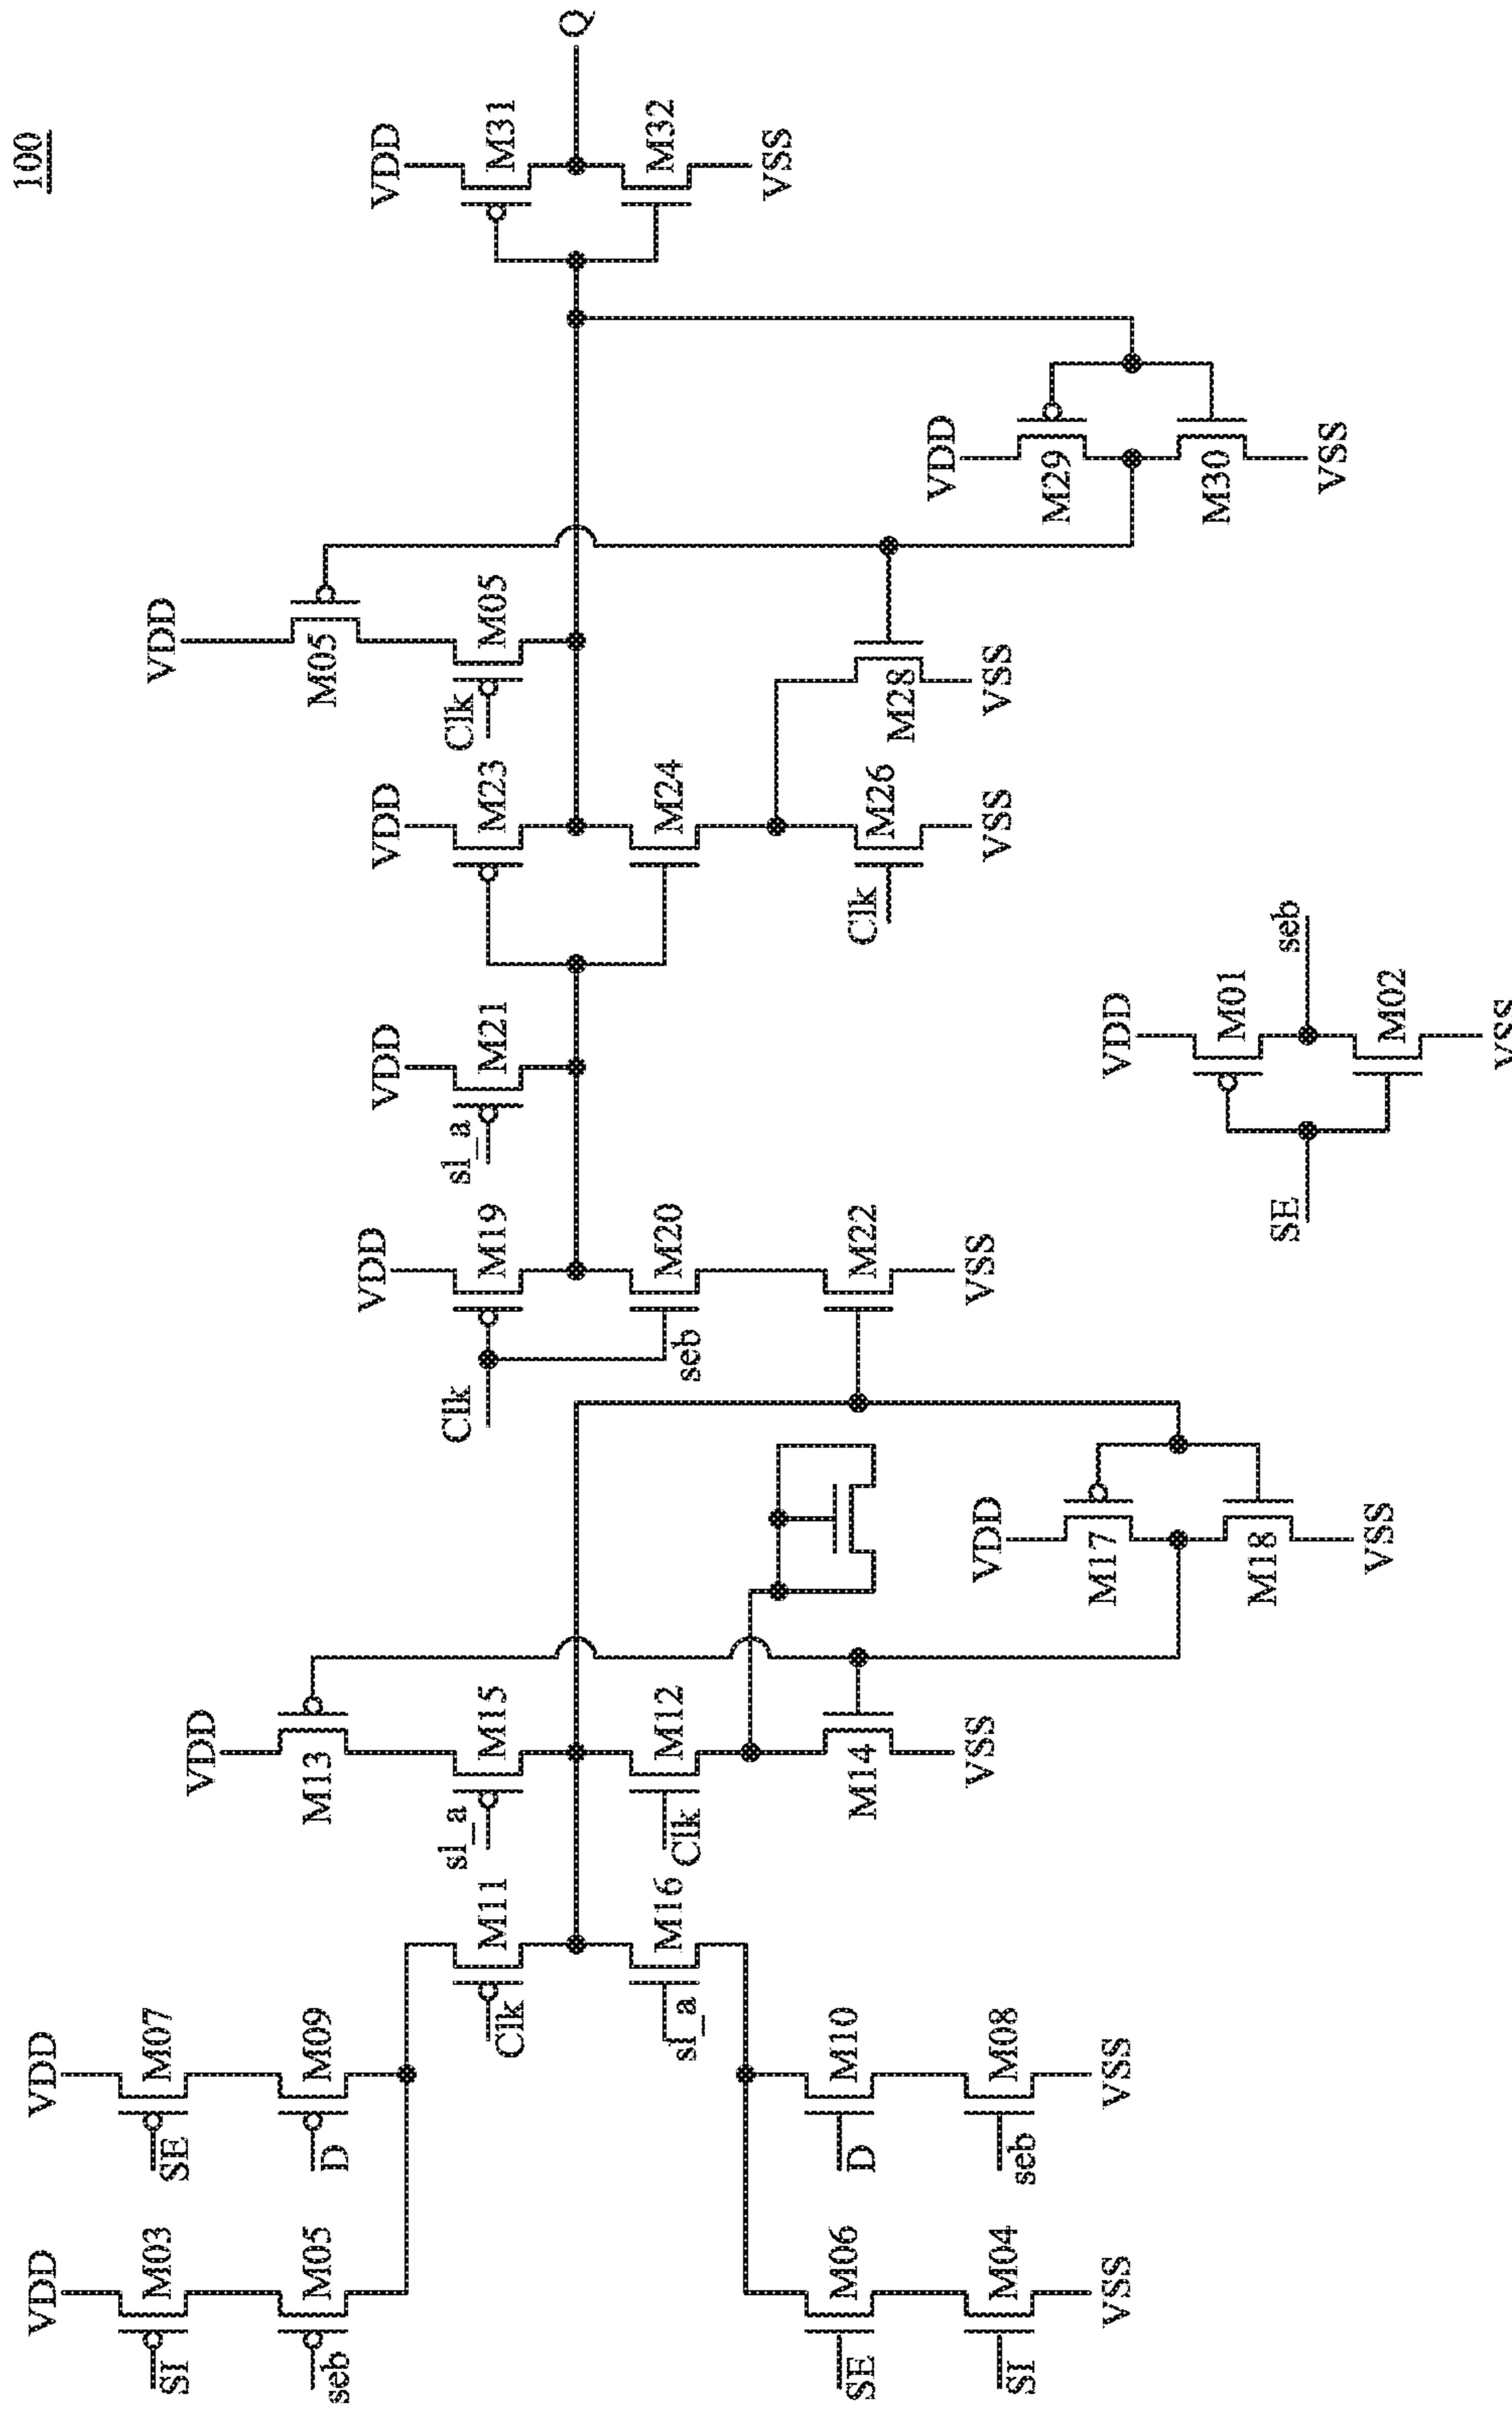 100
VDD
SI
M03
seb
M05
VDD
SE
M07
D
M09
Clk
M11
sl_a
M16
SE
M06
SI
M04
VSS
D
M10
seb
M08
VSS
VDD
M13
sl_a
M15
Clk
M12
M14
VSS
VDD
M17
M18
VSS
Clk
VDD
M19
M20
seb
M22
VSS
VDD
sl_a
M21
VDD
M23
M24
Clk
M26
VSS
VDD
M05
Clk
M05
M28
VSS
VDD
M29
M30
VSS
VDD
M31
M32
VSS
Q
SE
VDD
M01
M02
seb
VSS